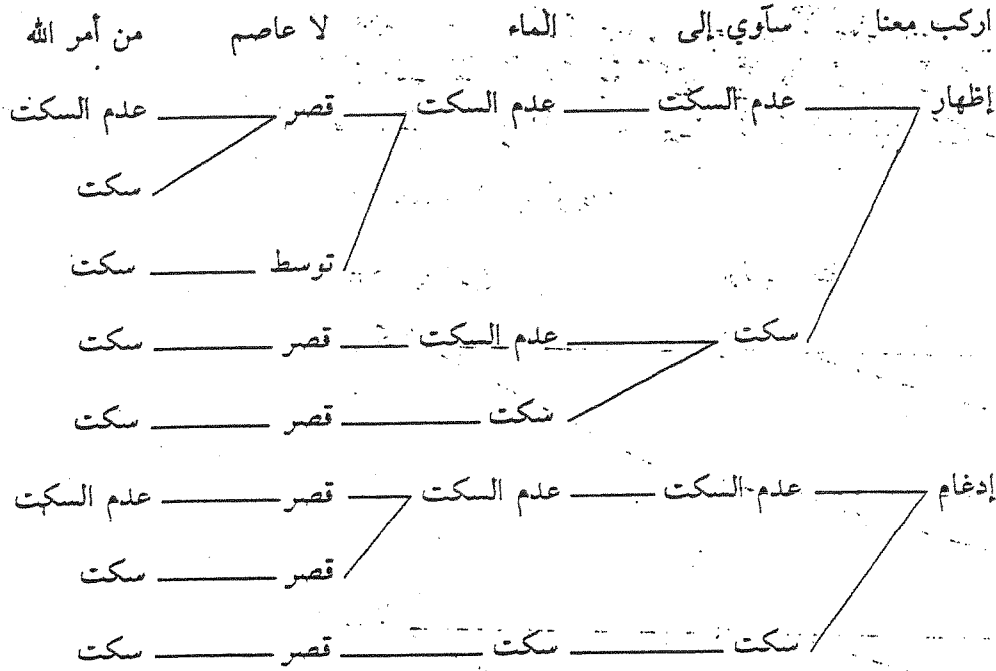 اركب معنا سآوي إلى الماء لا عاصم من أمر الله
إظهار عدم السكت عدم السكت قصر عدم السكت
سكت
توسط سكت
سكت عدم السكت قصر سكت
سكت قصر سكت
إدغام عدم السكت عدم السكت قصر عدم السكت
قصر سكت
سكت سكت قصر سكت